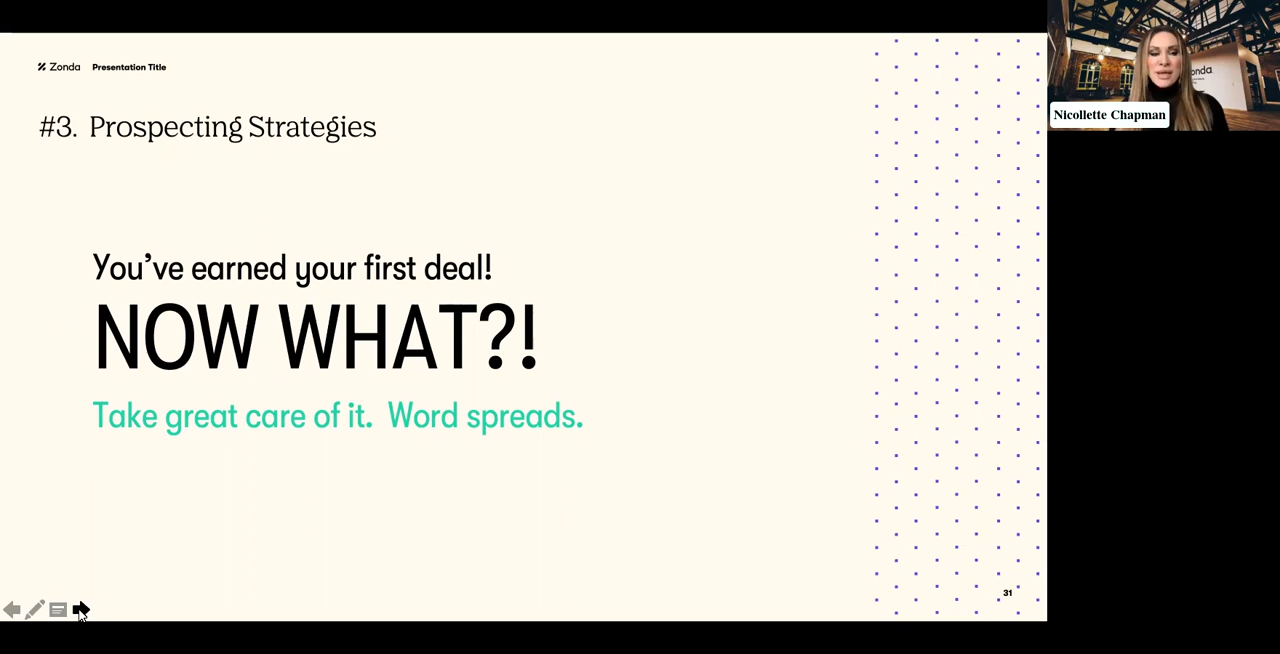 Zonda Presentation Title
#3. Prospecting Strategies
You’ve earned your first deal!
NOW WHAT?!
Take great care of it. Word spreads.
31
onda
Nicollette Chapman